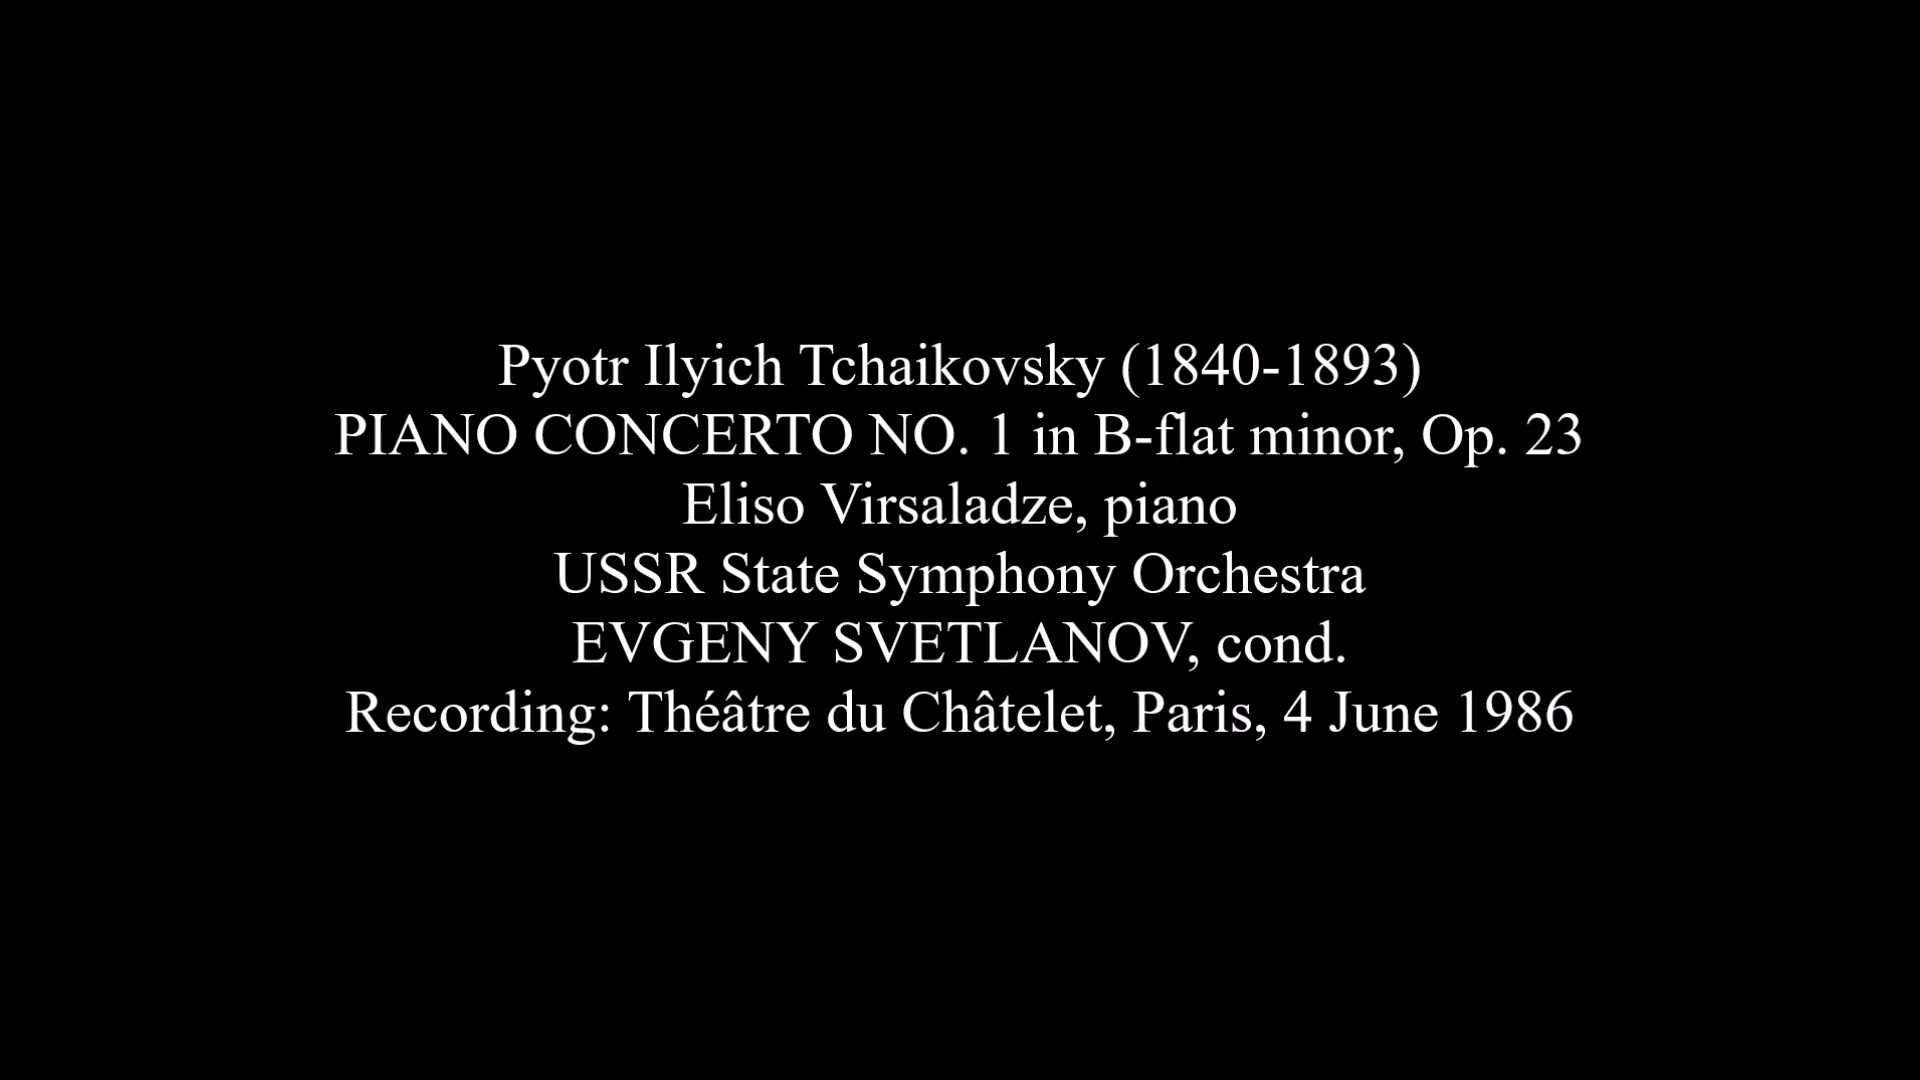 Pyotr Ilyich Tchaikovsky (1840-1893)
PIANO CONCERTO NO. 1 in B-flat minor, Op. 23
Eliso Virsaladze, piano
USSR State Symphony Orchestra
EVGENY SVETLANOV, cond.
Recording: Théâtre du Châtelet, Paris, 4 June 1986